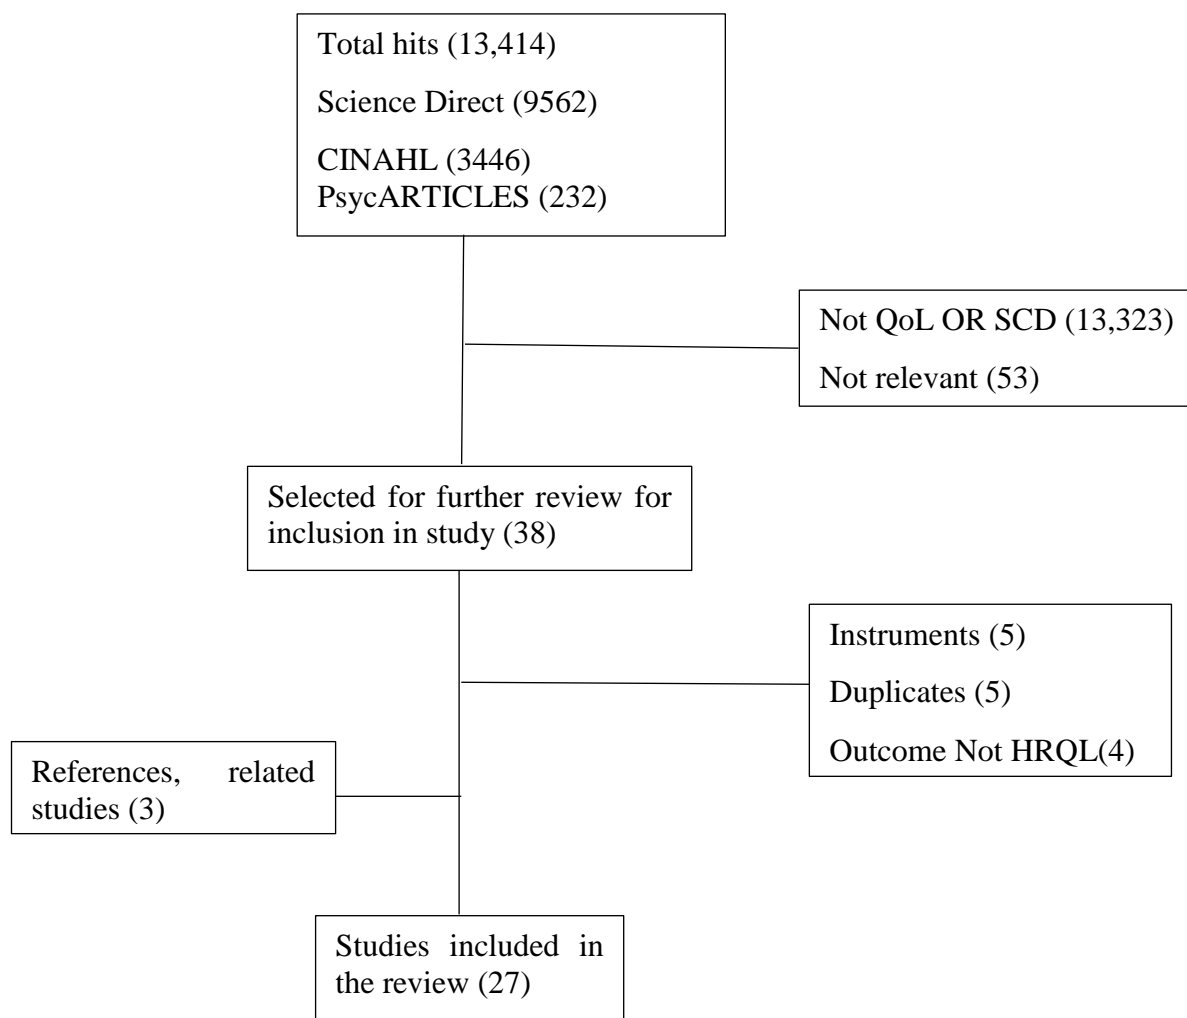 Total hits (13,414)
Science Direct (9562)
CINAHL (3446)
PsycARTICLES (232)
Not QoL OR SCD (13,323)
Not relevant (53)
Selected for further review for
inclusion in study (38)
Instruments (5)
Duplicates (5)
Outcome Not HRQL(4)
References, related
studies (3)
Studies included in
the review (27)